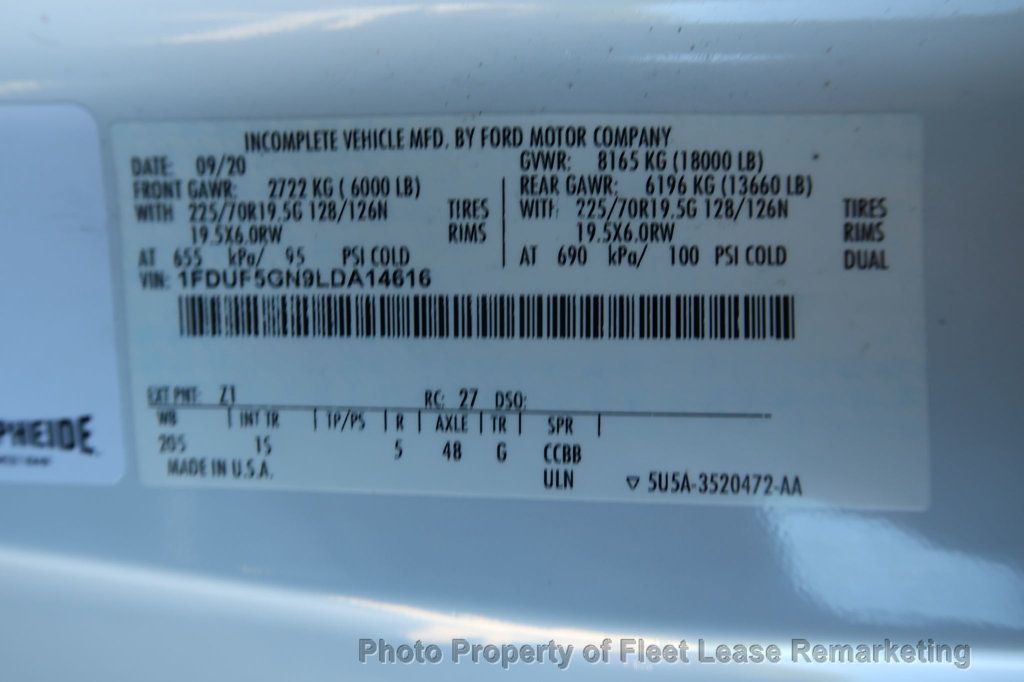 INCOMPLETE VEHICLE MFD. BY FORD MOTOR COMPANY
DATE: 09/20 GVWR: 8165 KG (18000 LB)
FRONT GAWR: 2722 KG ( 6000 LB) REAR GAWR: 6196 KG (13660 LB)
WITH 225/70R19.5G 128/126N TIRES WITH 225/70R19.5G 128/126N TIRES
19.5X6.0RW RIMS 19.5X6.0RW RIMS
AT 655 kPa/ 95 PSI COLD AT 690 kPa/ 100 PSI COLD DUAL
VIN: 1FDUF5GN9LDA14616
EXT PNT: Z1 RC: 27 DSO:
WB INT TR TP/PS R AXLE TR SPR
205 15 5 48 G CCBB
MADE IN U.S.A. ULN 5U5A-3520472-AA
PHEIDE
Photo Property of Fleet Lease Remarketing